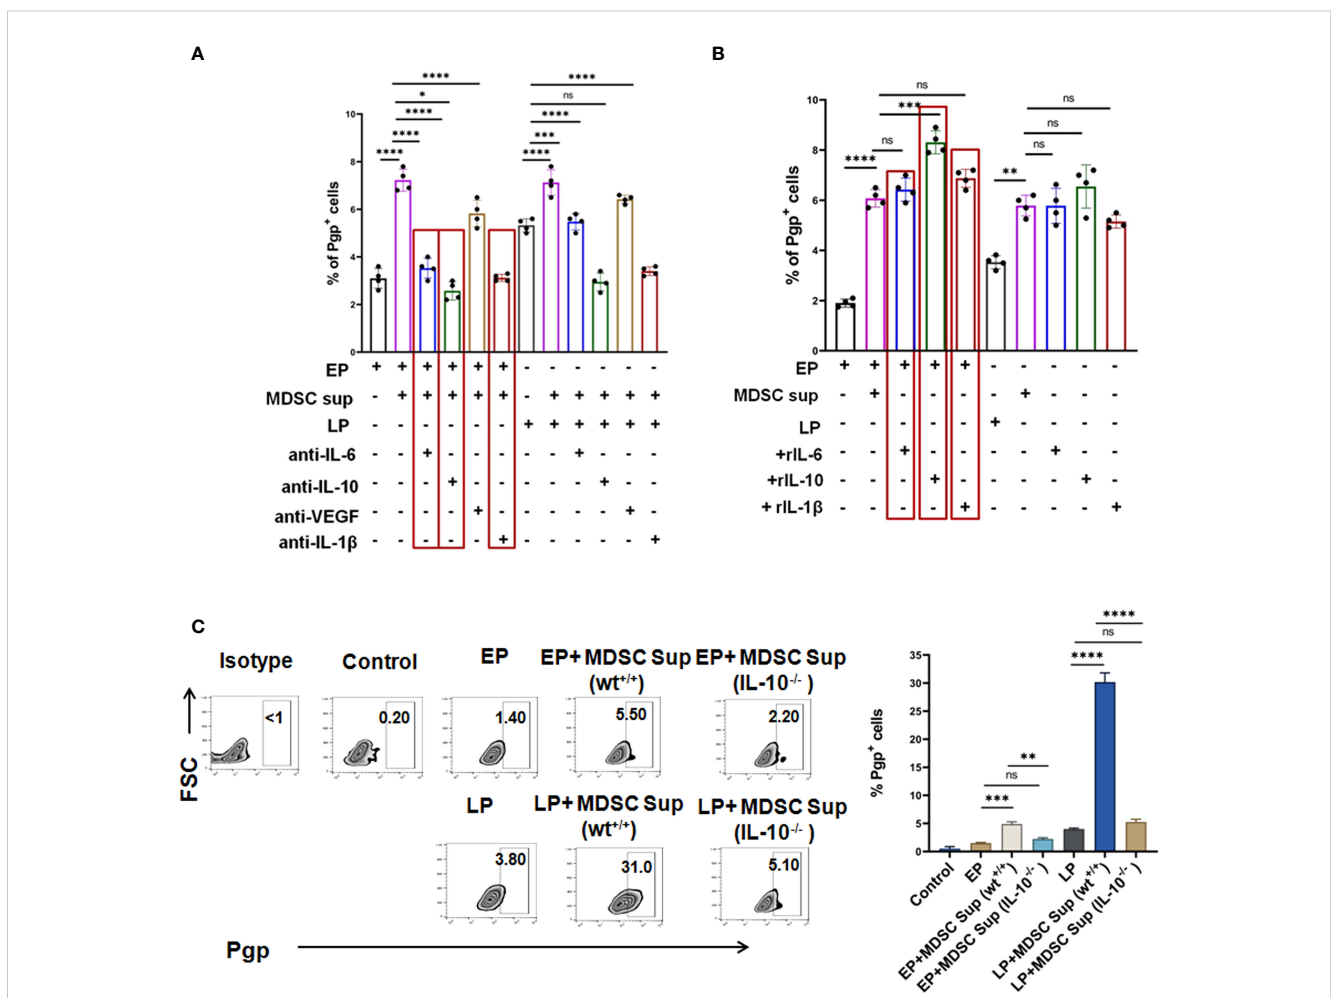 A
B
****
*
****
****
****
****
ns
****
***
****
% of Pgp+ cells
10
8
6
4
2
0
EP + + + + + + - - - - - -
MDSC sup - + + + + + - + + + + +
LP - - - - - - + + + + + +
anti-IL-6 - - + - - - - - + - - -
anti-IL-10 - - - + - - - - - + - -
anti-VEGF - - - - + - - - - - + -
anti-IL-1β - - - - - + - - - - - +
ns
***
ns
****
ns
ns
ns
**
% of Pgp+ cells
10
8
6
4
2
0
EP + + + + + - - - - -
MDSC sup - + - - - - + - - -
LP - - - - - + - - - -
+rIL-6 - - + - - - - + - -
+rIL-10 - - - + - - - - + -
+ rIL-1β - - - - + - - - - +
C
Isotype
Control
EP
EP+ MDSC Sup
(wt+/+)
EP+ MDSC Sup
(IL-10-/- )
<1
0.20
1.40
5.50
2.20
FSC
LP
LP+ MDSC Sup
(wt+/+)
LP+ MDSC Sup
(IL-10-/- )
3.80
31.0
5.10
Pgp
****
ns
****
**
ns
***
% Pgp+ cells
35
30
25
20
15
10
5
0
Control
EP
EP+MDSC Sup (wt+/+)
EP+MDSC Sup (IL-10-/- )
LP
LP+MDSC Sup (wt+/+)
LP+MDSC Sup (IL-10-/- )